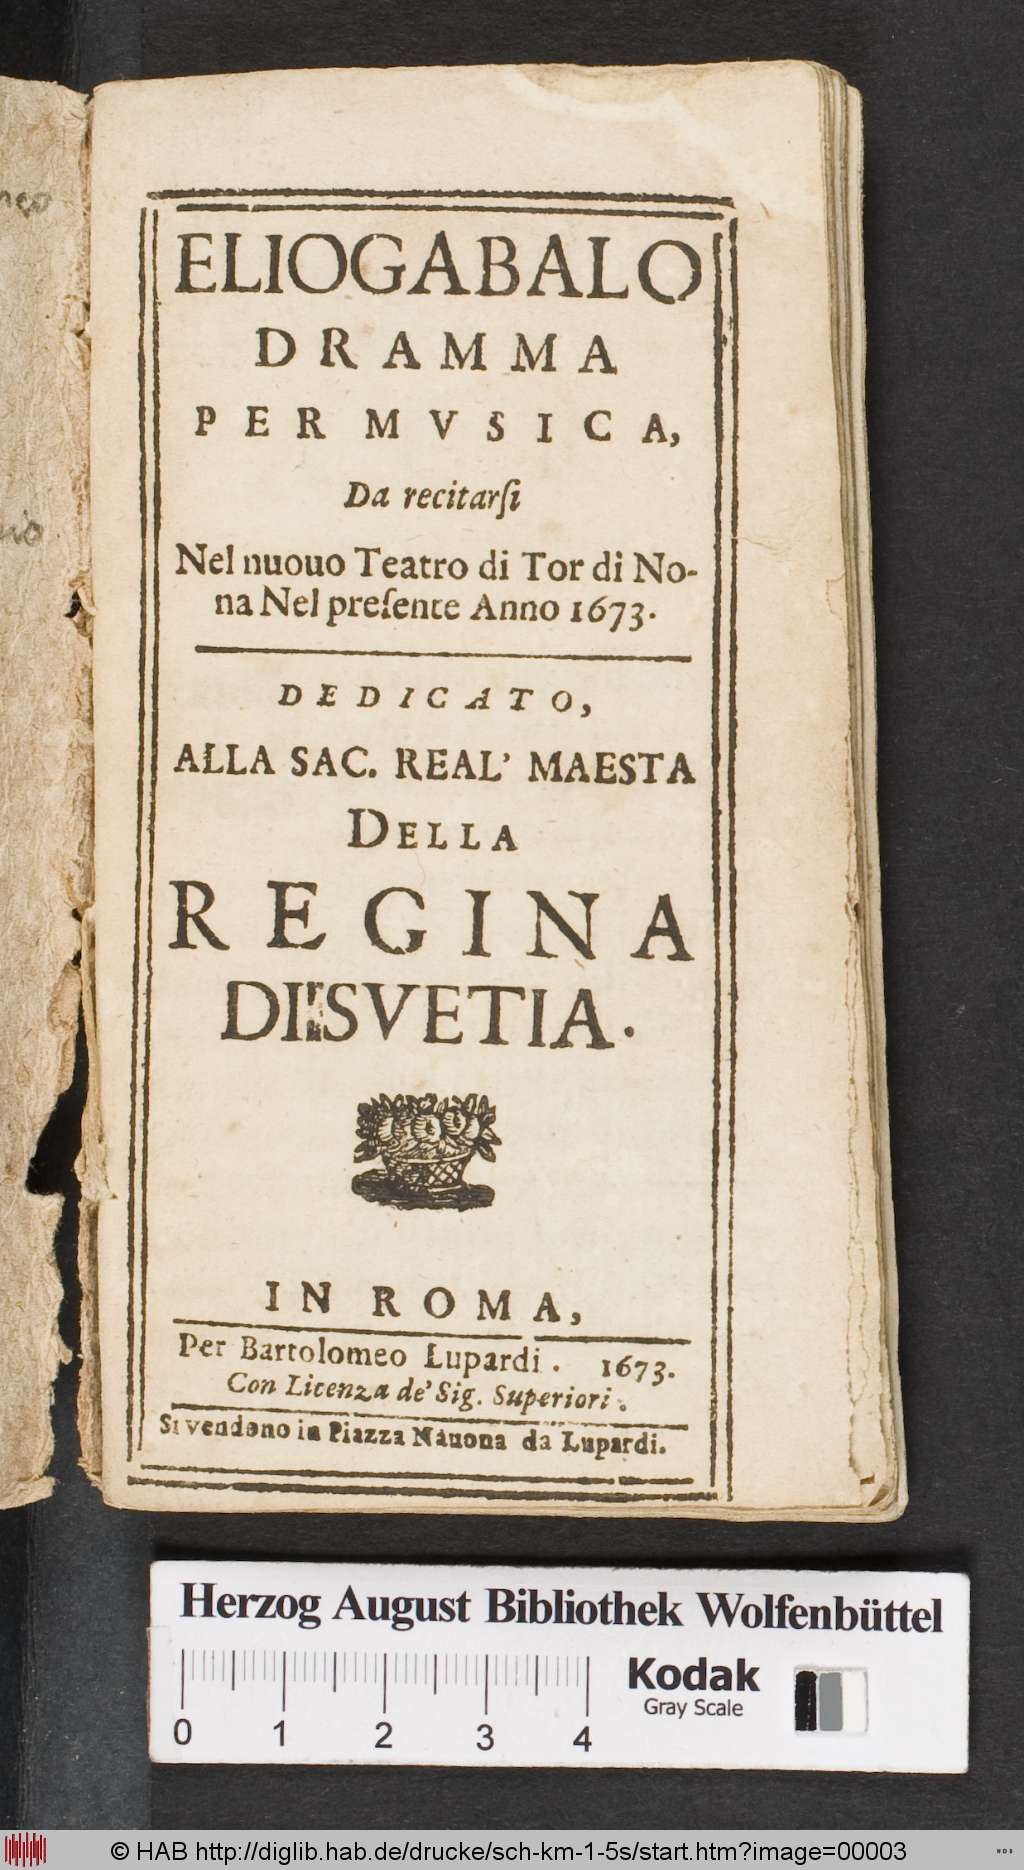 ELIOGABALO
DRAMMA
PER MVSICA,
Da recitarſi
Nel nuouo Teatro di Tor di No-
na Nel preſente Anno 1673.
DEDICATO,
ALLA SAC. REAL' MAESTA
DELLA
REGINA
DI SVETIA.
IN ROMA,
Per Bartolomeo Lupardi. 1673.
Con Licenza de' Sig. Superiori.
Si vendono in Piazza Nauona da Lupardi.
Herzog August Bibliothek Wolfenbüttel
Kodak
Gray Scale
0 1 2 3 4
© HAB http://diglib.hab.de/drucke/sch-km-1-5s/start.htm?image=00003